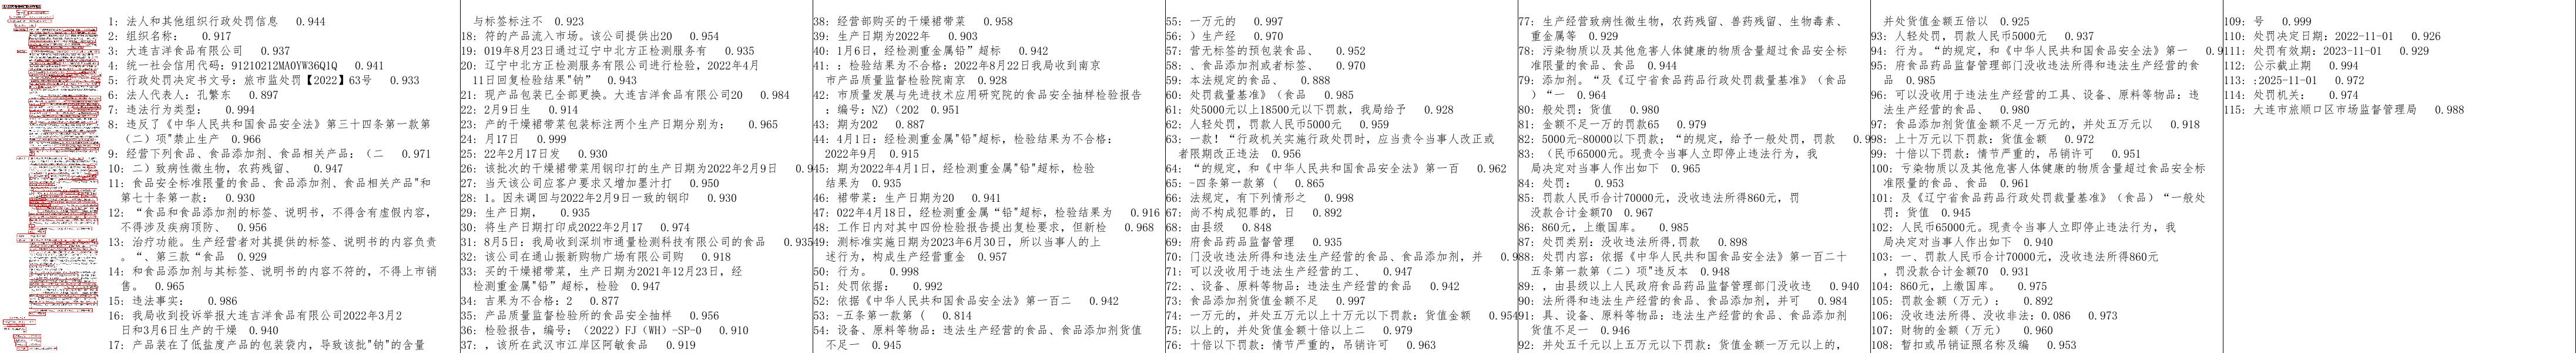 1: 法人和其他组织行政处罚信息 0.944
2: 组织名称: 0.917
3: 大连吉洋食品有限公司 0.937
4: 统一社会信用代码: 91210212MA0YW36Q1Q 0.941
5: 行政处罚决定书文号: 旅市监处罚【2022】63号 0.933
6: 法人代表人: 孔繁东 0.897
7: 违法行为类型: 0.994
8: 违反了《中华人民共和国食品安全法》第三十四条第一款第
(二)项"禁止生产 0.966
9: 经营下列食品、食品添加剂、食品相关产品: (二 0.971
10: 二) 致病性微生物, 农药残留、 0.947
11: 食品安全标准限量的食品、食品添加剂、食品相关产品"和
第七十条第一款: 0.930
12: “食品和食品添加剂的标签、说明书, 不得含有虚假内容,
不得涉及疾病预防、 0.956
13: 治疗功能。生产经营者对其提供的标签、说明书的内容负责
。“、第三款“食品 0.929
14: 和食品添加剂与其标签、说明书的内容不符的, 不得上市销
售。 0.965
15: 违法事实: 0.986
16: 我局收到投诉举报大连吉洋食品有限公司2022年3月2
日和3月6日生产的干燥 0.940
17: 产品装在了低盐度产品的包装袋内, 导致该批"钠"的含量
与标签标注不 0.923
18: 符的产品流入市场。该公司提供出20 0.954
19: 019年8月23日通过辽宁中北方正检测服务有 0.935
20: 辽宁中北方正检测服务有限公司进行检验, 2022年4月
11日回复检验结果"钠” 0.943
21: 现产品包装已全部更换。大连吉洋食品有限公司20 0.984
22: 2月9日生 0.914
23: 产的干燥裙带菜包装标注两个生产日期分别为: 0.965
24: 月17日 0.999
25: 22年2月17日发 0.930
26: 该批次的干燥裙带菜用钢印打的生产日期为2022年2月9日 0.9
27: 当天该公司应客户要求又增加墨汁打 0.950
28: 1。因未调回与2022年2月9日一致的钢印 0.930
29: 生产日期, 0.935
30: 将生产日期打印成2022年2月17 0.974
31: 8月5日: 我局收到深圳市通量检测科技有限公司的食品 0.935
32: 该公司在通山振新购物广场有限公司购 0.918
33: 买的干燥裙带菜, 生产日期为2021年12月23日, 经
检测重金属"铅” 超标, 检验 0.947
34: 吉果为不合格: 2 0.877
35: 产品质量监督检验所的食品安全抽样 0.956
36: 检验报告, 编号: (2022) FJ (WH) -SP-0 0.910
37: , 该所在武汉市江岸区阿敏食品 0.919
38: 经营部购买的干燥裙带菜 0.958
39: 生产日期为2022年 0.903
40: 1月6日, 经检测重金属铅”超标 0.942
41: : 检验结果为不合格: 2022年8月22日我局收到南京
市产品质量监督检验院南京 0.928
42: 市质量发展与先进技术应用研究院的食品安全抽样检验报告
: 编号: NZ) (202 0.951
43: 期为202 0.887
44: 4月1日: 经检测重金属"铅"超标, 检验结果为不合格:
2022年9月 0.915
45: 期为2022年4月1日, 经检测重金属"铅"超标, 检验
结果为 0.935
46: 裙带菜: 生产日期为20 0.941
47: 022年4月18日, 经检测重金属“铅"超标, 检验结果为 0.916
48: 工作日内对其中四份检验报告提出复检要求, 但新检 0.968
49: 测标准实施日期为2023年6月30日, 所以当事人的上
述行为, 构成生产经营重金 0.957
50: 行为。 0.998
51: 处罚依据: 0.992
52: 依据《中华人民共和国食品安全法》第一百二 0.942
53: -五条第一款第 ( 0.814
54: 设备、原料等物品: 违法生产经营的食品、食品添加剂货值
不足一 0.945
55: 一万元的 0.997
56: ) 生产经 0.970
57: 营无标签的预包装食品、 0.952
58: 、食品添加剂或者标签、 0.970
59: 本法规定的食品、 0.888
60: 处罚裁量基准》 (食品 0.985
61: 处5000元以上18500元以下罚款, 我局给予 0.928
62: 人轻处罚, 罚款人民币5000元 0.959
63: 一款! “行政机关实施行政处罚时, 应当责令当事人改正或
者限期改正违法 0.956
64: “的规定, 和《中华人民共和国食品安全法》第一百 0.962
65: -四条第一款第 ( 0.865
66: 法规定, 有下列情形之 0.998
67: 尚不构成犯罪的, 日 0.892
68: 由县级 0.848
69: 府食品药品监督管理 0.935
70: 门没收违法所得和违法生产经营的食品、食品添加剂, 并 0.9
71: 可以没收用于违法生产经营的工、 0.947
72: 、设备、原料等物品: 违法生产经营的食品 0.942
73: 食品添加剂货值金额不足 0.997
74: 一万元的, 并处五万元以上十万元以下罚款: 货值金额 0.954
75: 以上的, 并处货值金额十倍以上二 0.979
76: 十倍以下罚款: 情节严重的, 吊销许可 0.963
77: 生产经营致病性微生物, 农药残留、兽药残留、生物毒素、
重金属等 0.929
78: 污染物质以及其他危害人体健康的物质含量超过食品安全标
准限量的食品、食品 0.944
79: 添加剂。“及《辽宁省食品药品行政处罚裁量基准》 (食品
) “一 0.964
80: 般处罚: 货值 0.980
81: 金额不足一万的罚款65 0.979
82: 5000元-80000以下罚款; “的规定, 给予一般处罚, 罚款 0.9
83: (民币65000元。现责令当事人立即停止违法行为, 我
局决定对当事人作出如下 0.965
84: 处罚: 0.953
85: 罚款人民币合计70000元, 没收违法所得860元, 罚
没款合计金额70 0.967
86: 860元, 上缴国库。 0.985
87: 处罚类别: 没收违法所得,罚款 0.898
88: 处罚内容: 依据《中华人民共和国食品安全法》第一百二十
五条第一款第 (二) 项"违反本 0.948
89: , 由县级以上人民政府食品药品监督管理部门没收违 0.940
90: 法所得和违法生产经营的食品、食品添加剂, 并可 0.984
91: 具、设备、原料等物品: 违法生产经营的食品、食品添加剂
货值不足一 0.946
92: 并处五千元以上五万元以下罚款: 货值金额一万元以上的,
并处货值金额五倍以 0.925
93: 人轻处罚, 罚款人民币5000元 0.937
94: 行为。“的规定, 和《中华人民共和国食品安全法》第一 0.9
95: 府食品药品监督管理部门没收违法所得和违法生产经营的食
品 0.985
96: 可以没收用于违法生产经营的工具、设备、原料等物品: 违
法生产经营的食品、 0.980
97: 食品添加剂货值金额不足一万元的, 并处五万元以 0.918
98: 上十万元以下罚款: 货值金额 0.972
99: 十倍以下罚款: 情节严重的, 吊销许可 0.951
100: 污染物质以及其他危害人体健康的物质含量超过食品安全标
准限量的食品、食品 0.961
101: 及《辽宁省食品药品行政处罚裁量基准》 (食品) “一般处
罚: 货值 0.945
102: 人民币65000元。现责令当事人立即停止违法行为, 我
局决定对当事人作出如下 0.940
103: 一、罚款人民币合计70000元, 没收违法所得860元
, 罚没款合计金额70 0.931
104: 860元, 上缴国库。 0.975
105: 罚款金额 (万元) : 0.892
106: 没收违法所得、没收非法: 0.086 0.973
107: 财物的金额 (万元) 0.960
108: 暂扣或吊销证照名称及编 0.953
109: 号 0.999
110: 处罚决定日期: 2022-11-01 0.926
111: 处罚有效期: 2023-11-01 0.929
112: 公示截止期 0.994
113: :2025-11-01 0.972
114: 处罚机关: 0.974
115: 大连市旅顺口区市场监督管理局 0.988